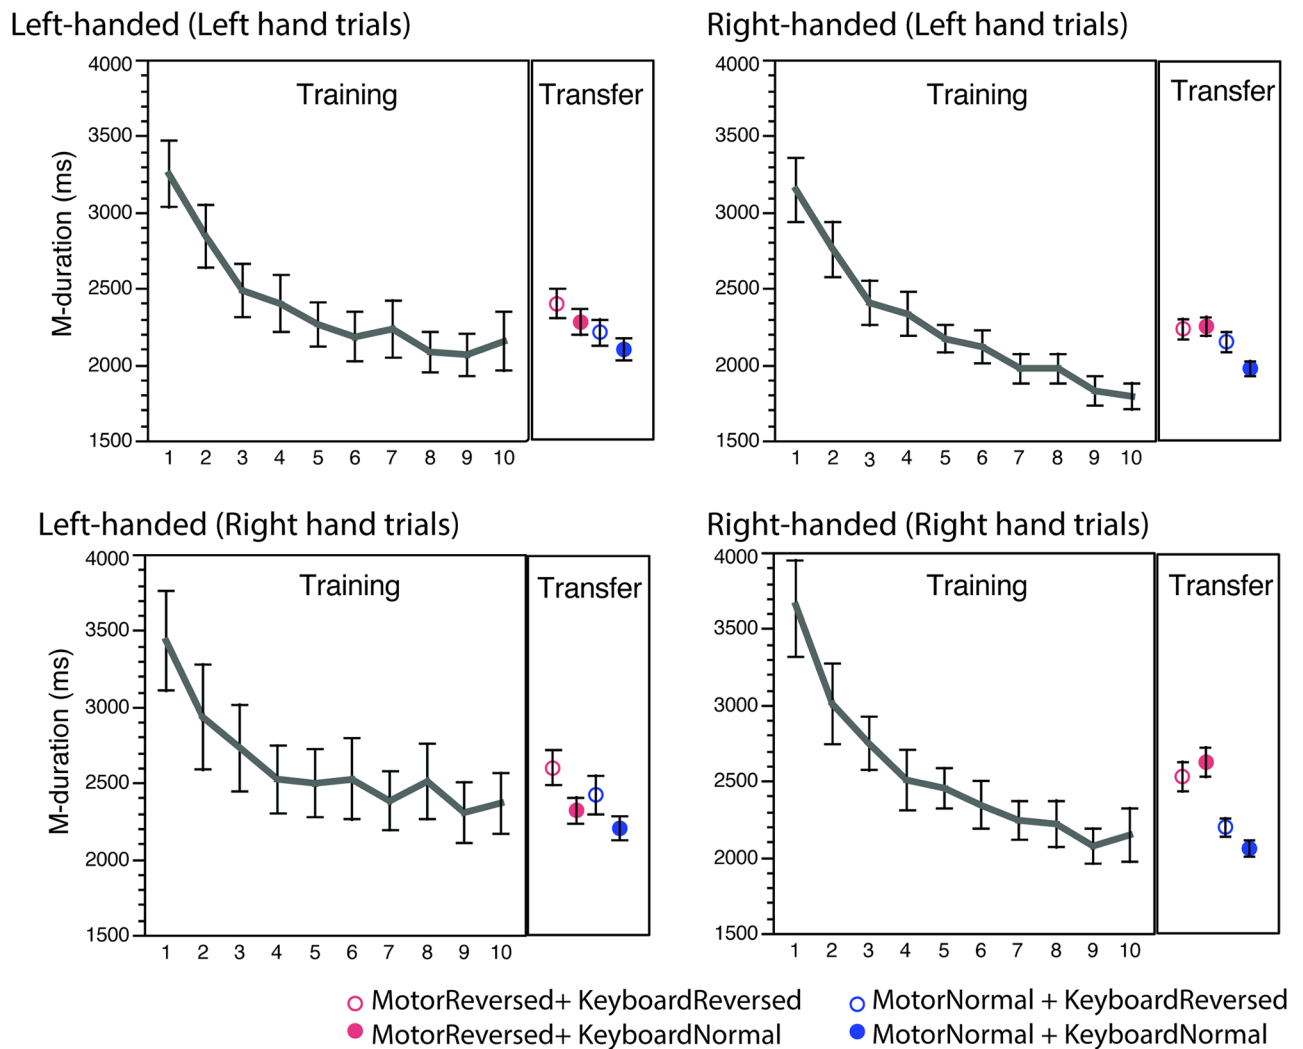 Left-handed (Left hand trials)
4000
3500
3000
2500
2000
1500
M-duration (ms)
Training
Transfer
1 2 3 4 5 6 7 8 9 10
Right-handed (Left hand trials)
4000
3500
3000
2500
2000
1500
Training
Transfer
1 2 3 4 5 6 7 8 9 10
Left-handed (Right hand trials)
4000
3500
3000
2500
2000
1500
M-duration (ms)
Training
Transfer
1 2 3 4 5 6 7 8 9 10
Right-handed (Right hand trials)
4000
3500
3000
2500
2000
1500
Training
Transfer
1 2 3 4 5 6 7 8 9 10
MotorReversed+ KeyboardReversed
MotorReversed+ KeyboardNormal
MotorNormal + KeyboardReversed
MotorNormal + KeyboardNormal